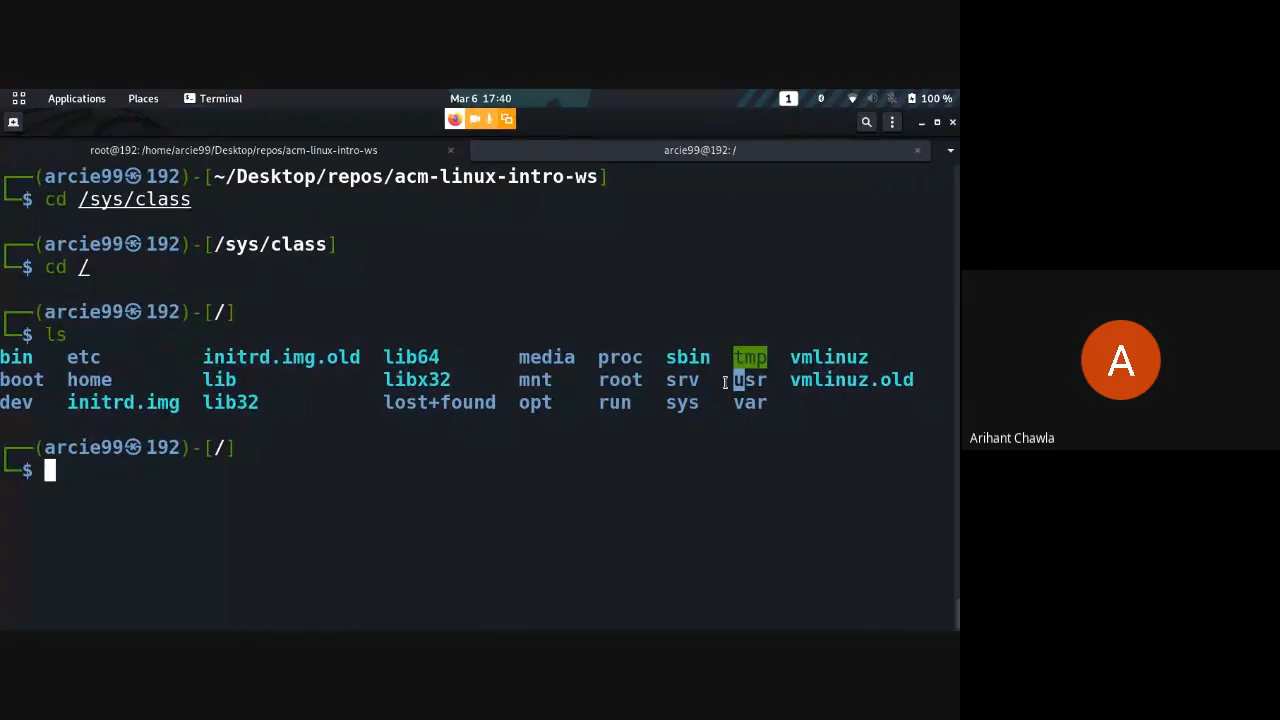 Applications Places Terminal Mar 6 17:40 1 0 100 %
root@192: /home/arcie99/Desktop/repos/acm-linux-intro-ws arcie99@192: /
(arcie99㉿192)-[~/Desktop/repos/acm-linux-intro-ws]
$ cd /sys/class
(arcie99㉿192)-[/sys/class]
$ cd /
(arcie99㉿192)-[/]
$ ls
bin etc initrd.img.old lib64 media proc sbin tmp vmlinuz
boot home lib libx32 mnt root srv usr vmlinuz.old
dev initrd.img lib32 lost+found opt run sys var
(arcie99㉿192)-[/]
$
A
Arihant Chawla